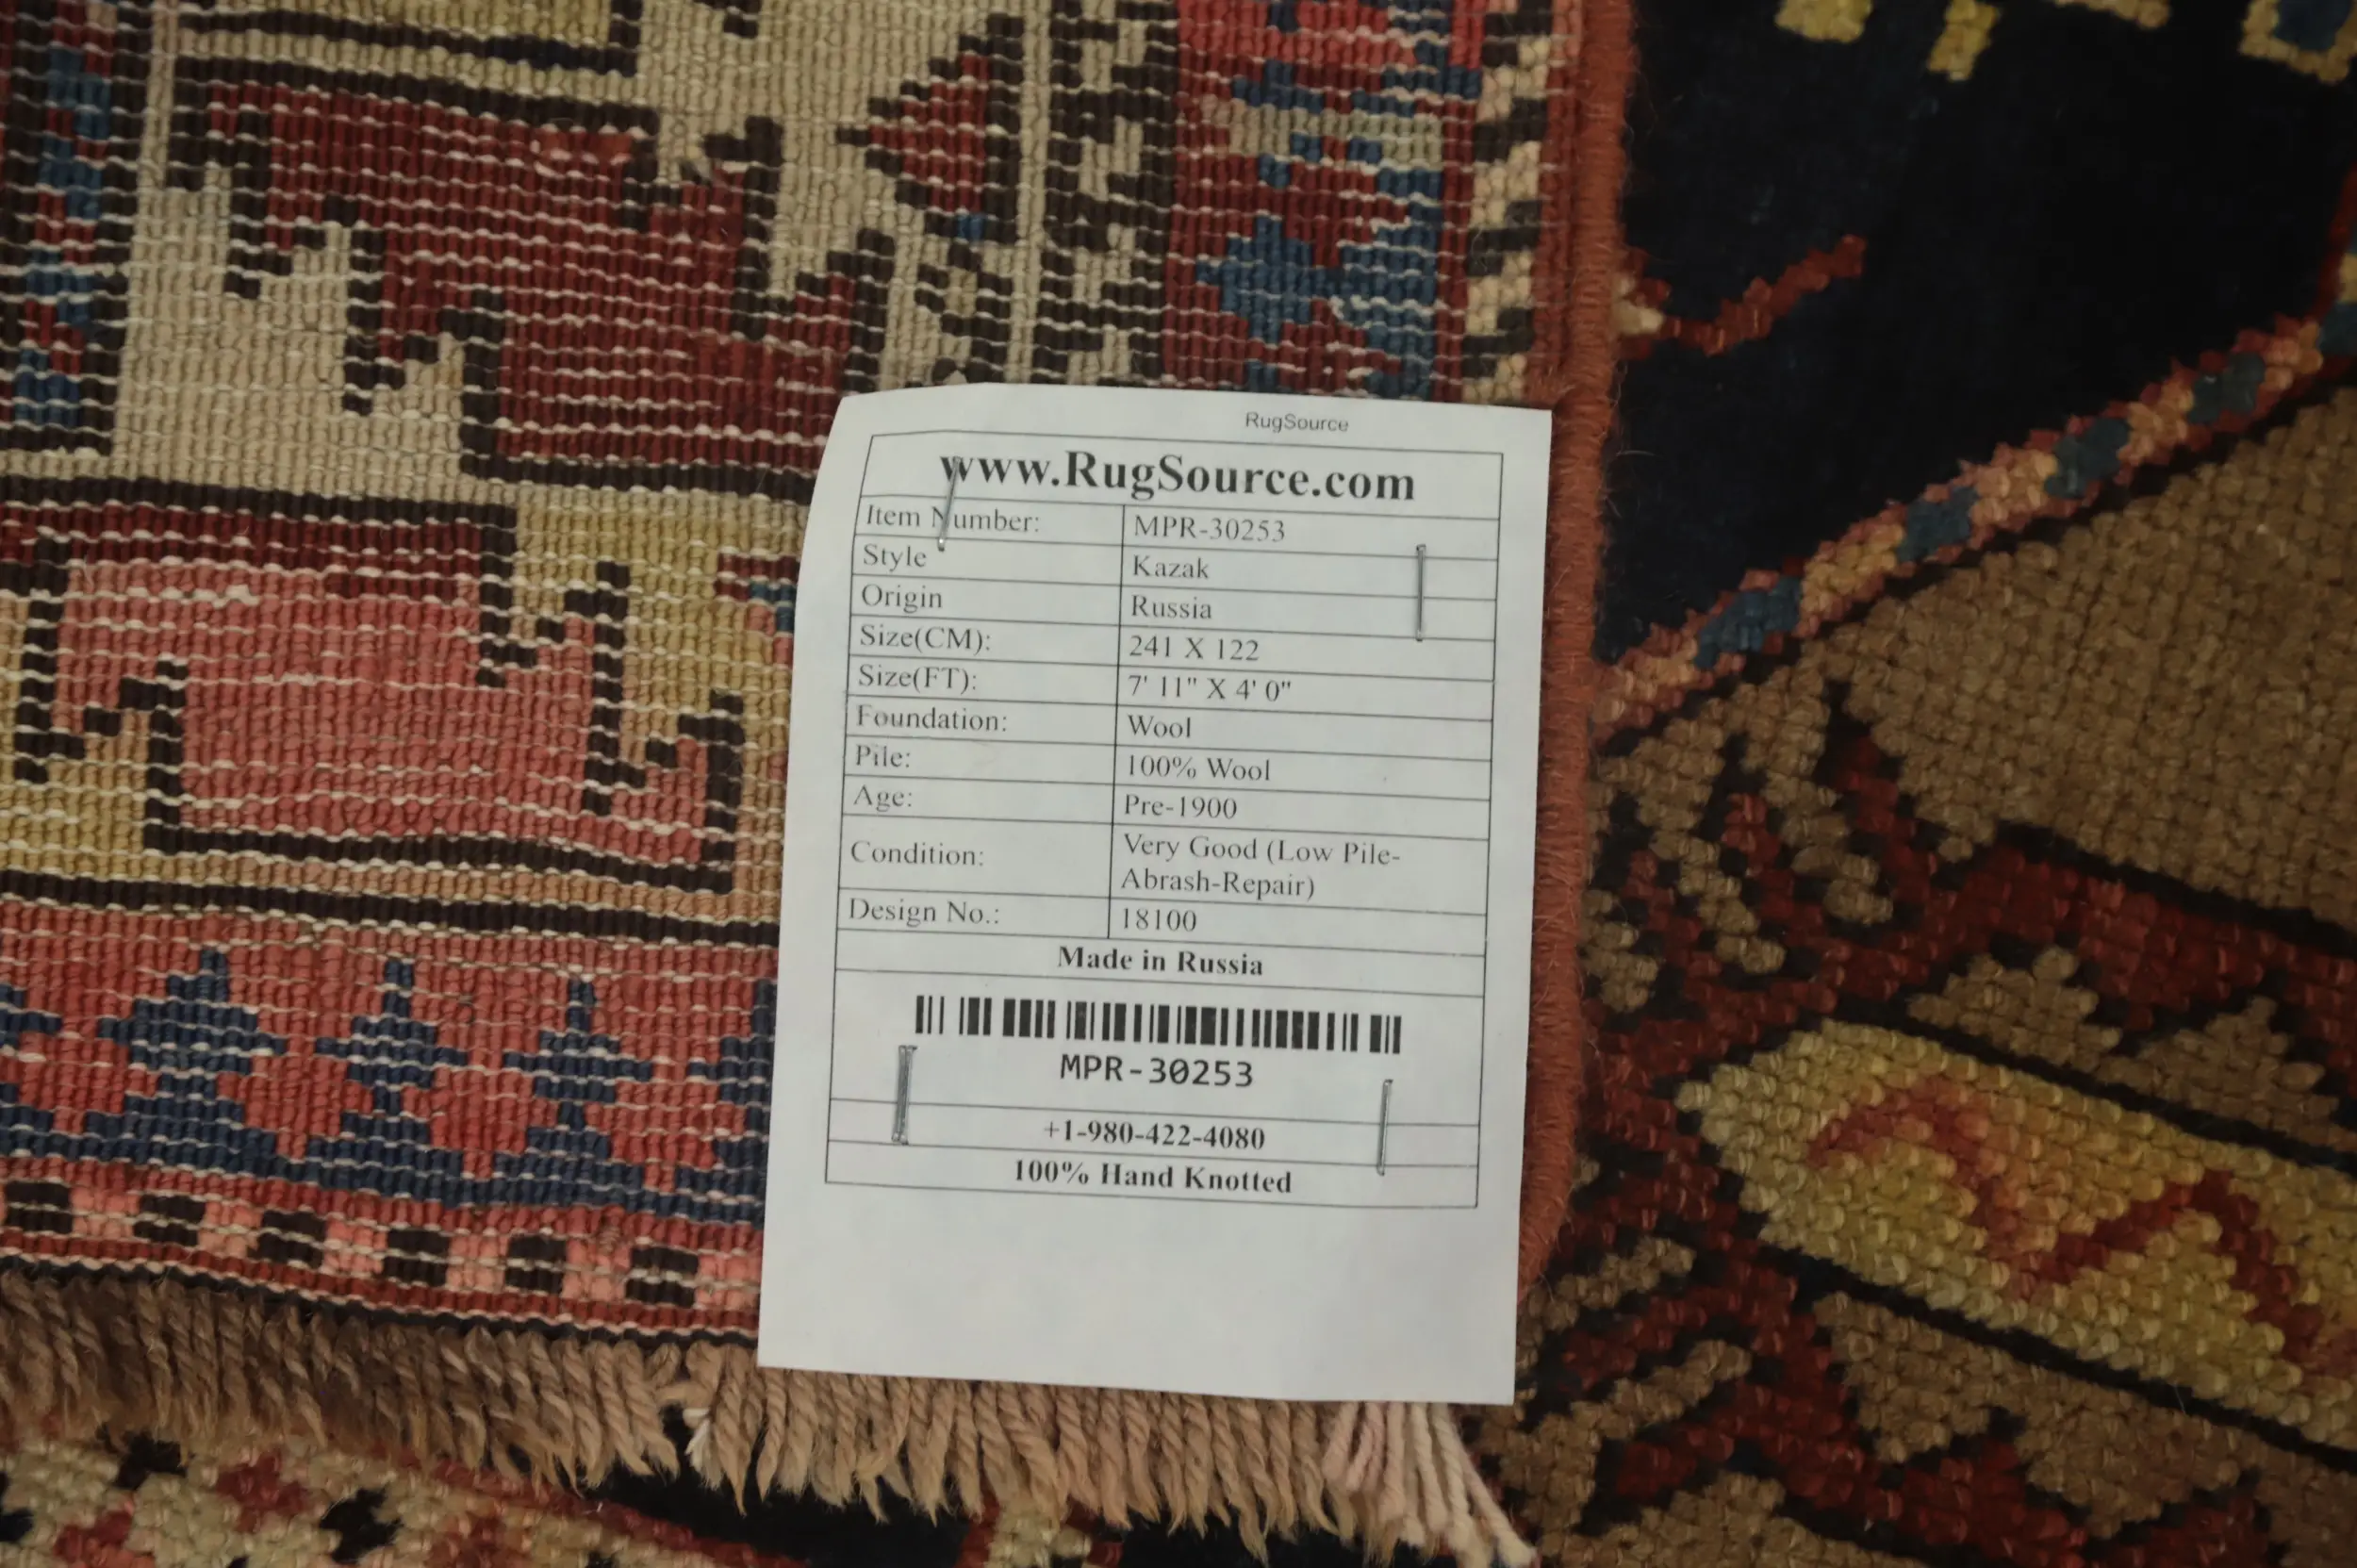 RugSource
www.RugSource.com
Item Number: MPR-30253
Style Kazak
Origin Russia
Size(CM): 241 X 122
Size(FT): 7' 11" X 4' 0"
Foundation: Wool
Pile: 100% Wool
Age: Pre-1900
Condition: Very Good (Low Pile-
Abrash-Repair)
Design No.: 18100
Made in Russia
MPR-30253
+1-980-422-4080
100% Hand Knotted